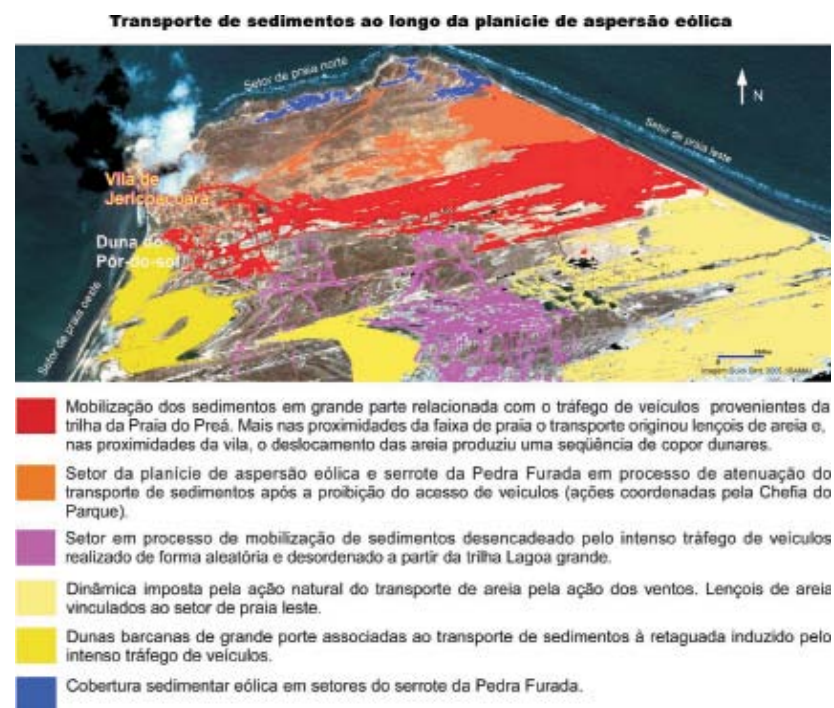 Transporte de sedimentos ao longo da planície de aspersão eólica
Setor de praia norte
N
Setor de praia leste
Vila de
Jericoacoara
Duna do
Pôr-do-sol
Setor de praia oeste
Mobilização dos sedimentos em grande parte relacionada com o tráfego de veículos provenientes da
trilha da Praia do Preá. Mais nas proximidades da faixa de praia o transporte originou lençois de areia e,
nas proximidades da vila, o deslocamento das areia produziu uma seqüência de copor dunares.
Setor da planície de aspersão eólica e serrote da Pedra Furada em processo de atenuação do
transporte de sedimentos após a proibição do acesso de veículos (ações coordenadas pela Chefia do
Parque).
Setor em processo de mobilização de sedimentos desencadeado pelo intenso tráfego de veículos
realizado de forma aleatória e desordenado a partir da trilha Lagoa grande.
Dinâmica imposta pela ação natural do transporte de areia pela ação dos ventos. Lençois de areia
vinculados ao setor de praia leste.
Dunas barcanas de grande porte associadas ao transporte de sedimentos à retaguada induzido pelo
intenso tráfego de veículos.
Cobertura sedimentar eólica em setores do serrote da Pedra Furada.